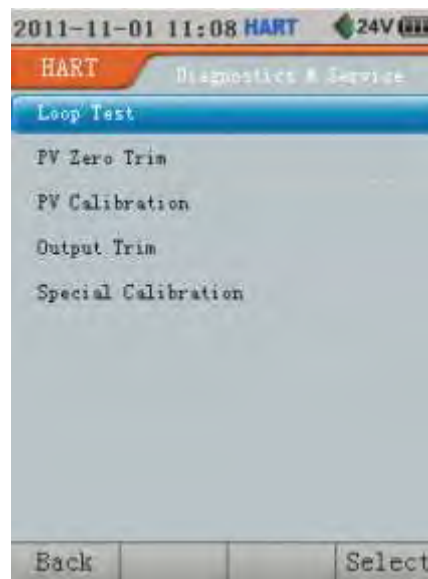 2011-11-01 11:08 HART 24V
HART Diagnostics & Service
Loop Test
PV Zero Trim
PV Calibration
Output Trim
Special Calibration
Back Select